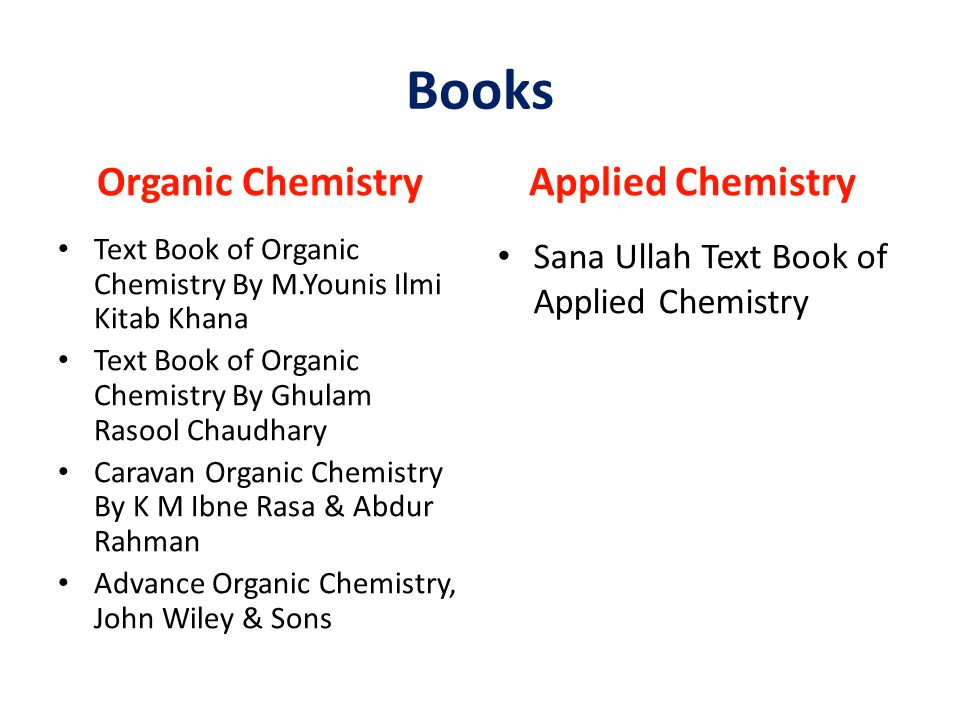 Books
Organic Chemistry
• Text Book of Organic
Chemistry By M.Younis Ilmi
Kitab Khana
• Text Book of Organic
Chemistry By Ghulam
Rasool Chaudhary
• Caravan Organic Chemistry
By K M Ibne Rasa & Abdur
Rahman
• Advance Organic Chemistry,
John Wiley & Sons
Applied Chemistry
• Sana Ullah Text Book of
Applied Chemistry